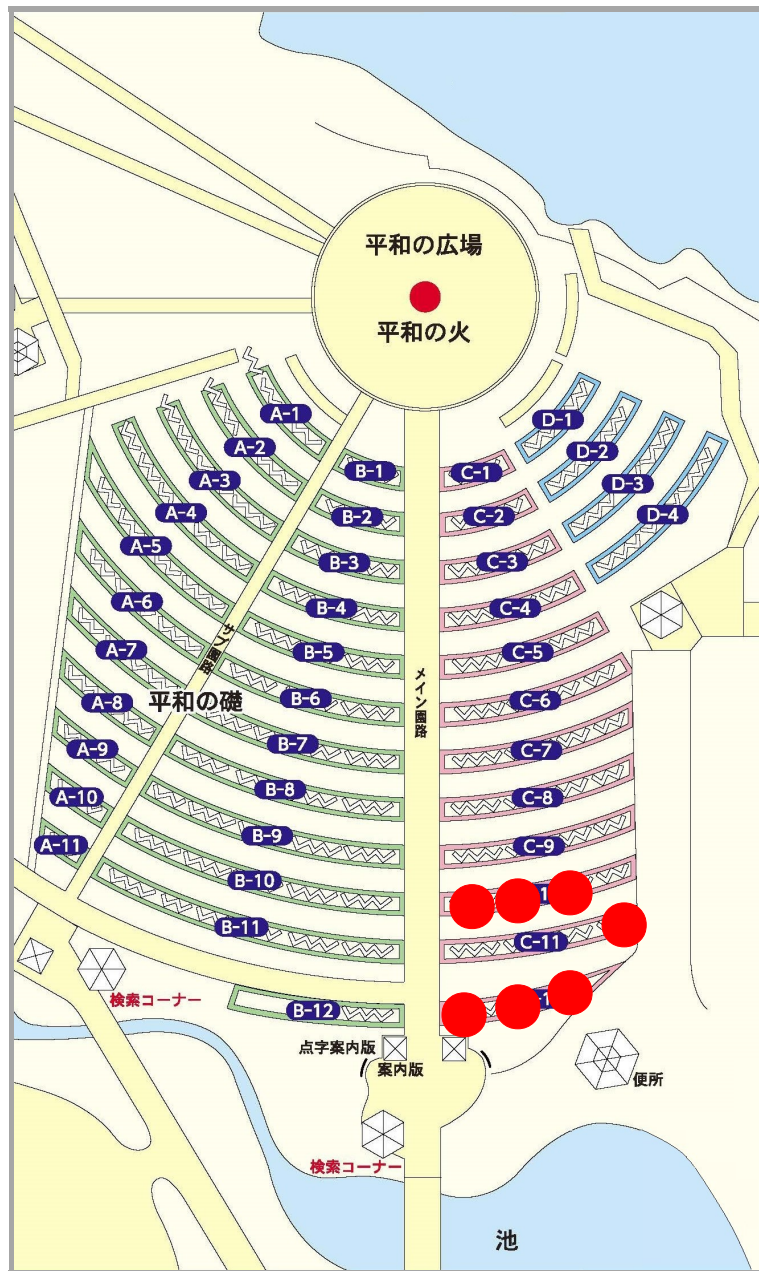 平和の広場
平和の火
A-1
A-2
A-3
A-4
A-5
A-6
A-7
A-8
A-9
A-10
A-11
B-1
B-2
B-3
B-4
B-5
B-6
B-7
B-8
B-9
B-10
B-11
B-12
C-1
C-2
C-3
C-4
C-5
C-6
C-7
C-8
C-9
C-11
D-1
D-2
D-3
D-4
サブ園路
メイン園路
平和の礎
検索コーナー
点字案内版
案内版
便所
検索コーナー
池